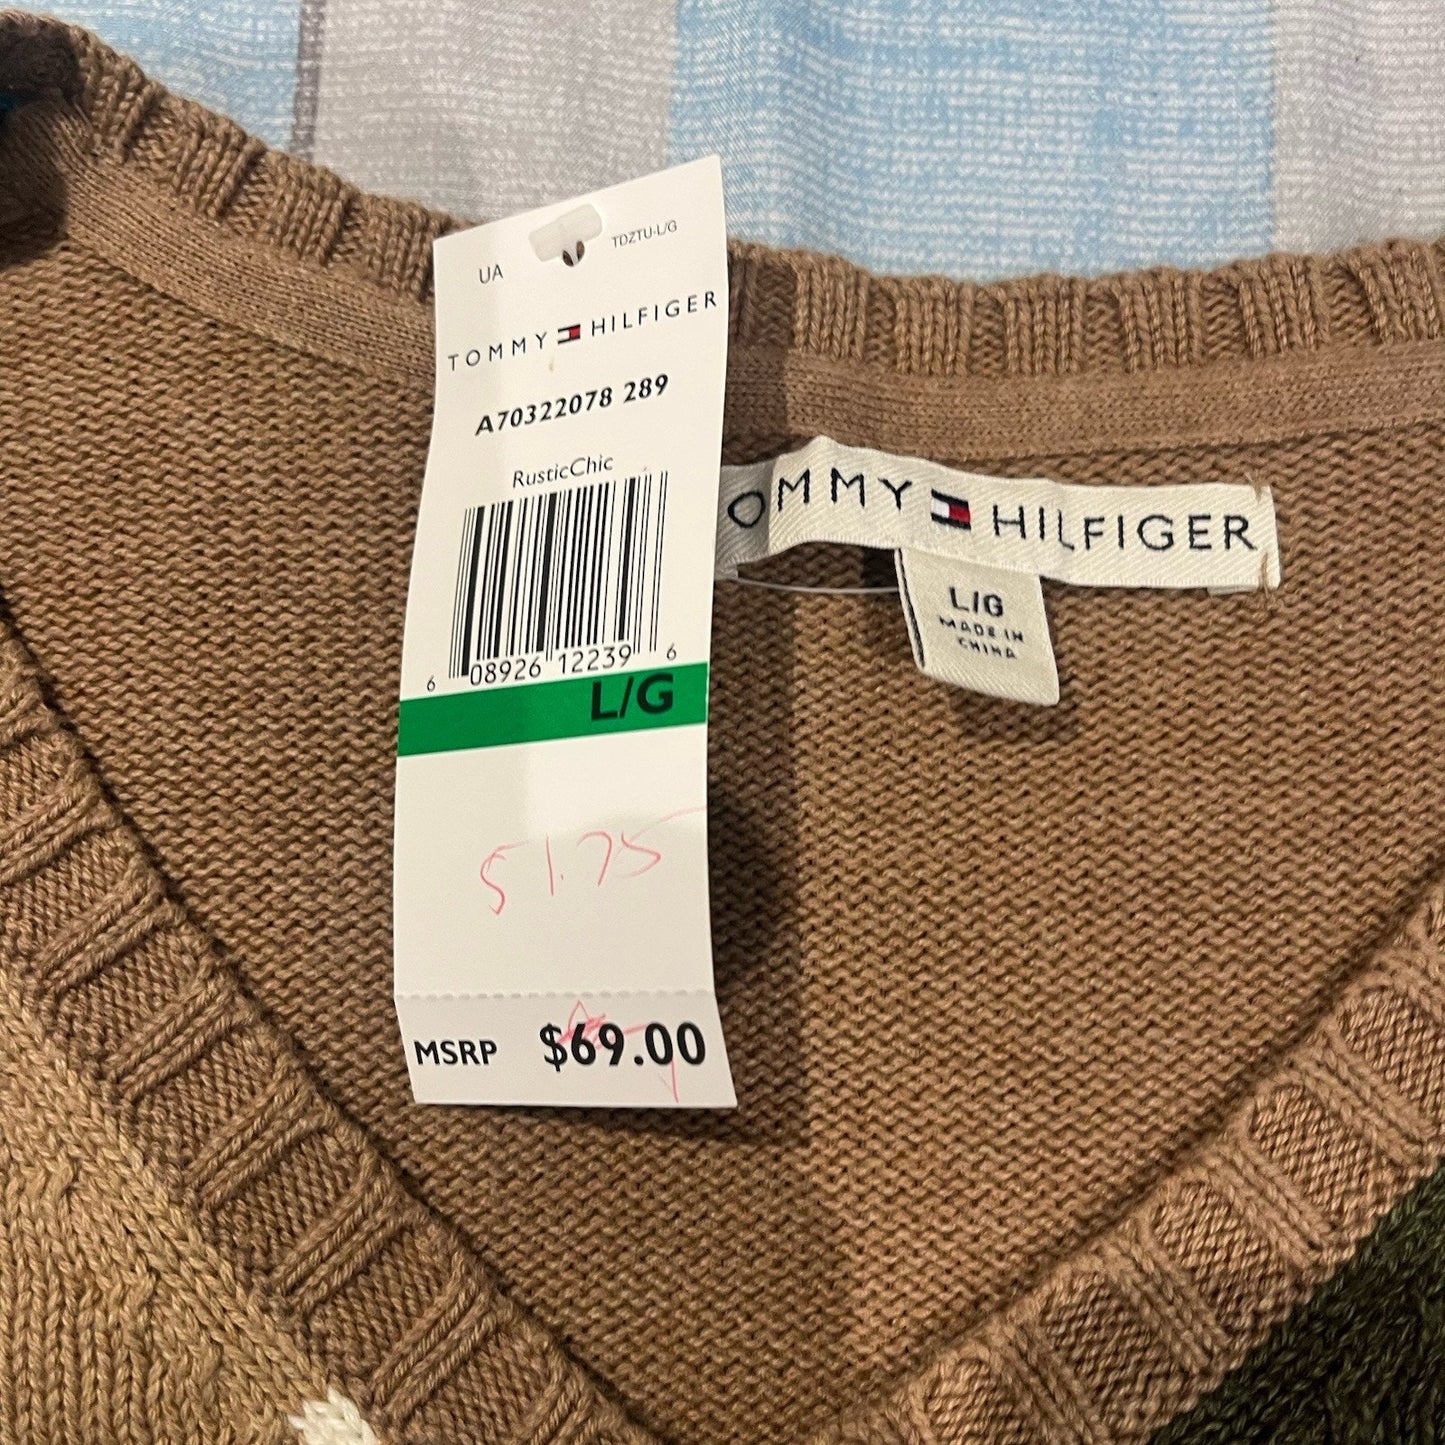 UA TDZTU-L/G
TOMMY HILFIGER
A70322078 289
RusticChic
6 08926 12239 6
L/G
51.75
MSRP $69.00
OMMY HILFIGER
L/G
MADE IN
CHINA